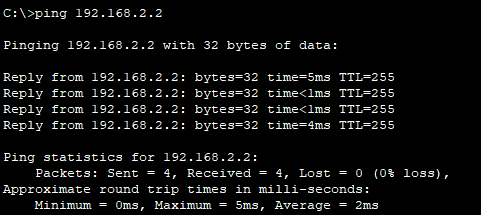 C:\>ping 192.168.2.2
Pinging 192.168.2.2 with 32 bytes of data:
Reply from 192.168.2.2: bytes=32 time=5ms TTL=255
Reply from 192.168.2.2: bytes=32 time<1ms TTL=255
Reply from 192.168.2.2: bytes=32 time<1ms TTL=255
Reply from 192.168.2.2: bytes=32 time=4ms TTL=255
Ping statistics for 192.168.2.2:
    Packets: Sent = 4, Received = 4, Lost = 0 (0% loss),
Approximate round trip times in milli-seconds:
    Minimum = 0ms, Maximum = 5ms, Average = 2ms